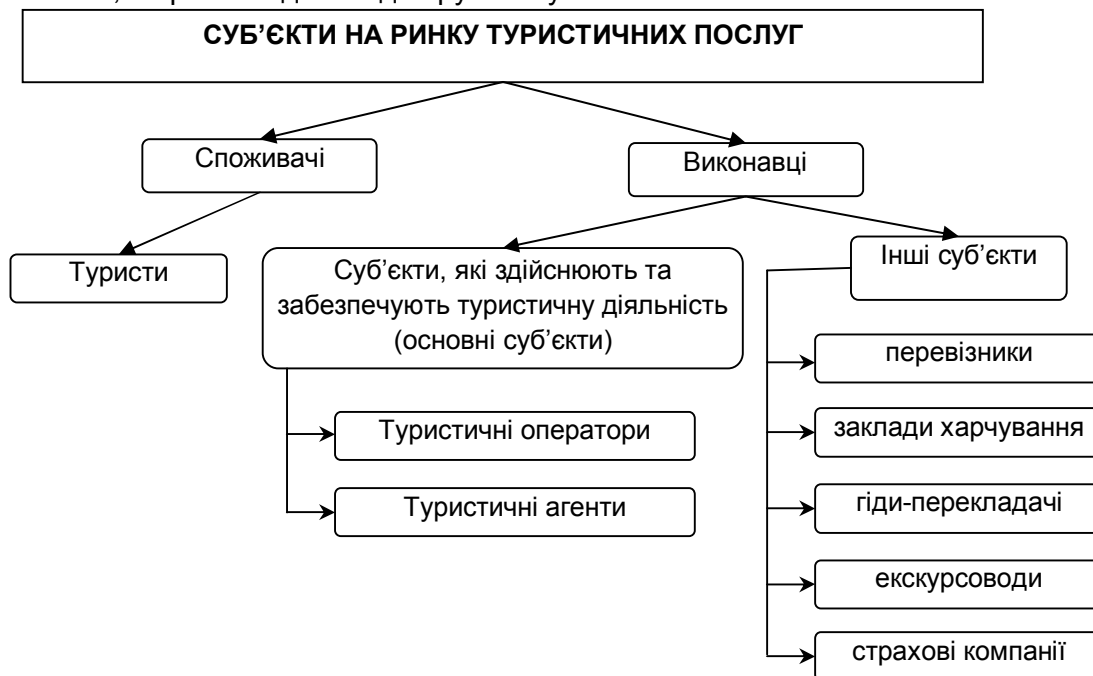 СУБ’ЄКТИ НА РИНКУ ТУРИСТИЧНИХ ПОСЛУГ
Споживачі
Виконавці
Туристи
Суб’єкти, які здійснюють та
забезпечують туристичну діяльність
(основні суб’єкти)
Інші суб’єкти
Туристичні оператори
Туристичні агенти
перевізники
заклади харчування
гіди-перекладачі
екскурсоводи
страхові компанії